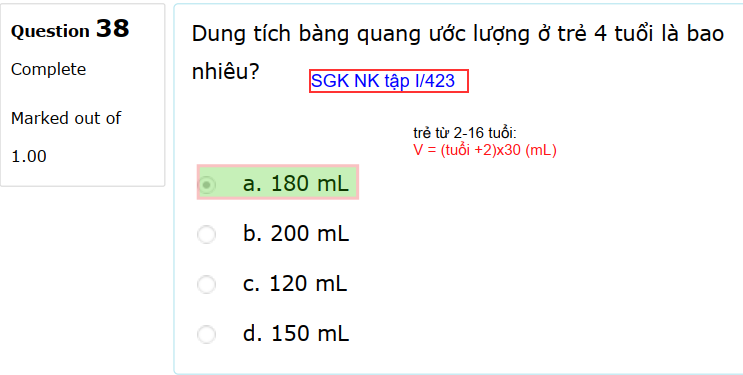 Question 38
Complete
Marked out of
1.00
Dung tích bàng quang ước lượng ở trẻ 4 tuổi là bao
nhiêu?
SGK NK tập I/423
trẻ từ 2-16 tuổi:
V = (tuổi +2)x30 (mL)
a. 180 mL
b. 200 mL
c. 120 mL
d. 150 mL